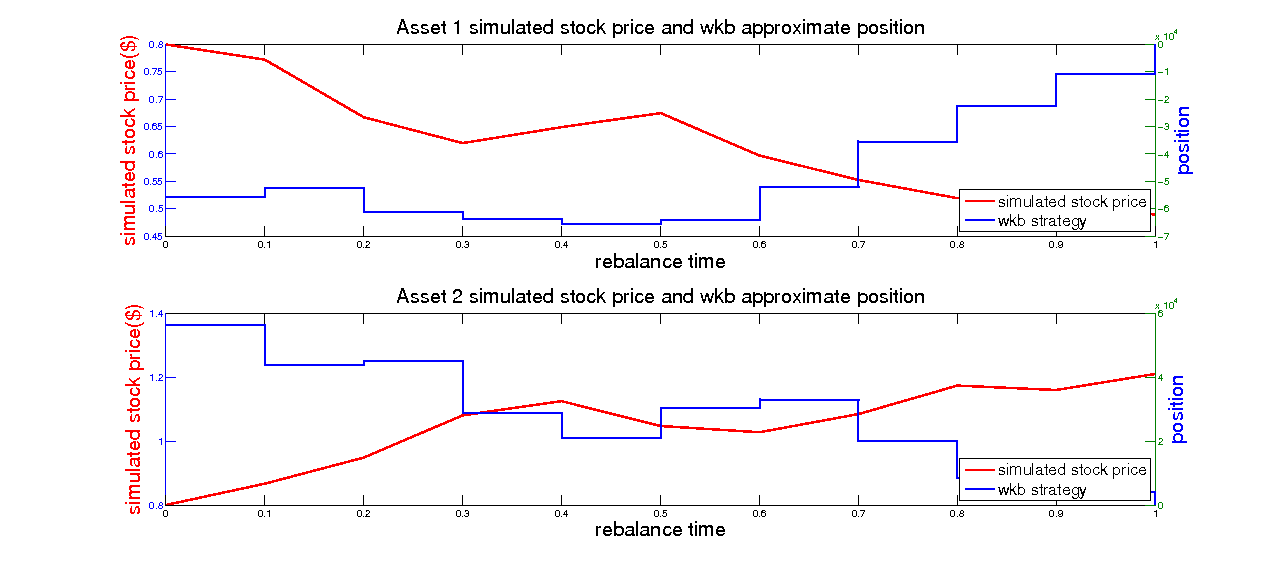 Asset 1 simulated stock price and wkb approximate position
x 10^4
simulated stock price($)
0.8
0.75
0.7
0.65
0.6
0.55
0.5
0.45
0
-1
-2
-3
-4
-5
-6
-7
position
simulated stock price
wkb strategy
0 0.1 0.2 0.3 0.4 0.5 0.6 0.7 0.8 0.9 1
rebalance time
Asset 2 simulated stock price and wkb approximate position
x 10^4
simulated stock price($)
1.4
1.2
1
0.8
6
4
2
0
position
simulated stock price
wkb strategy
0 0.1 0.2 0.3 0.4 0.5 0.6 0.7 0.8 0.9 1
rebalance time